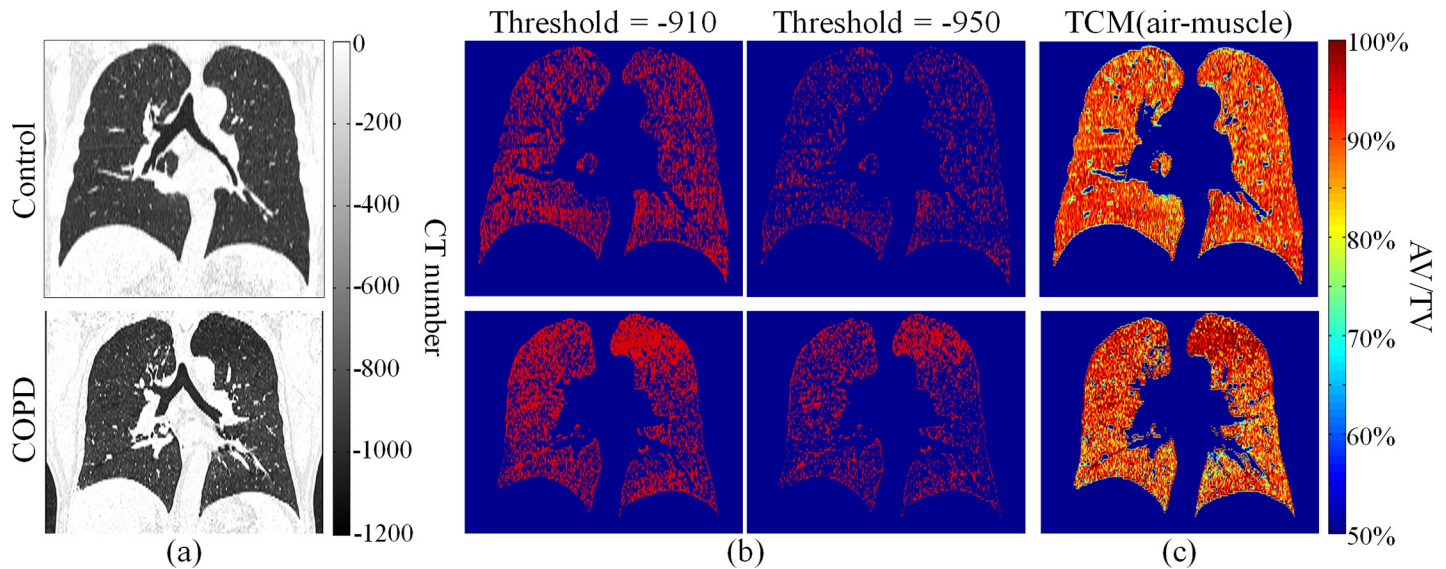 Threshold = -910
Threshold = -950
TCM(air-muscle)
Control
COPD
0
-200
-400
-600
-800
-1000
-1200
CT number
100%
90%
80%
70%
60%
50%
AV/TV
(a)
(b)
(c)